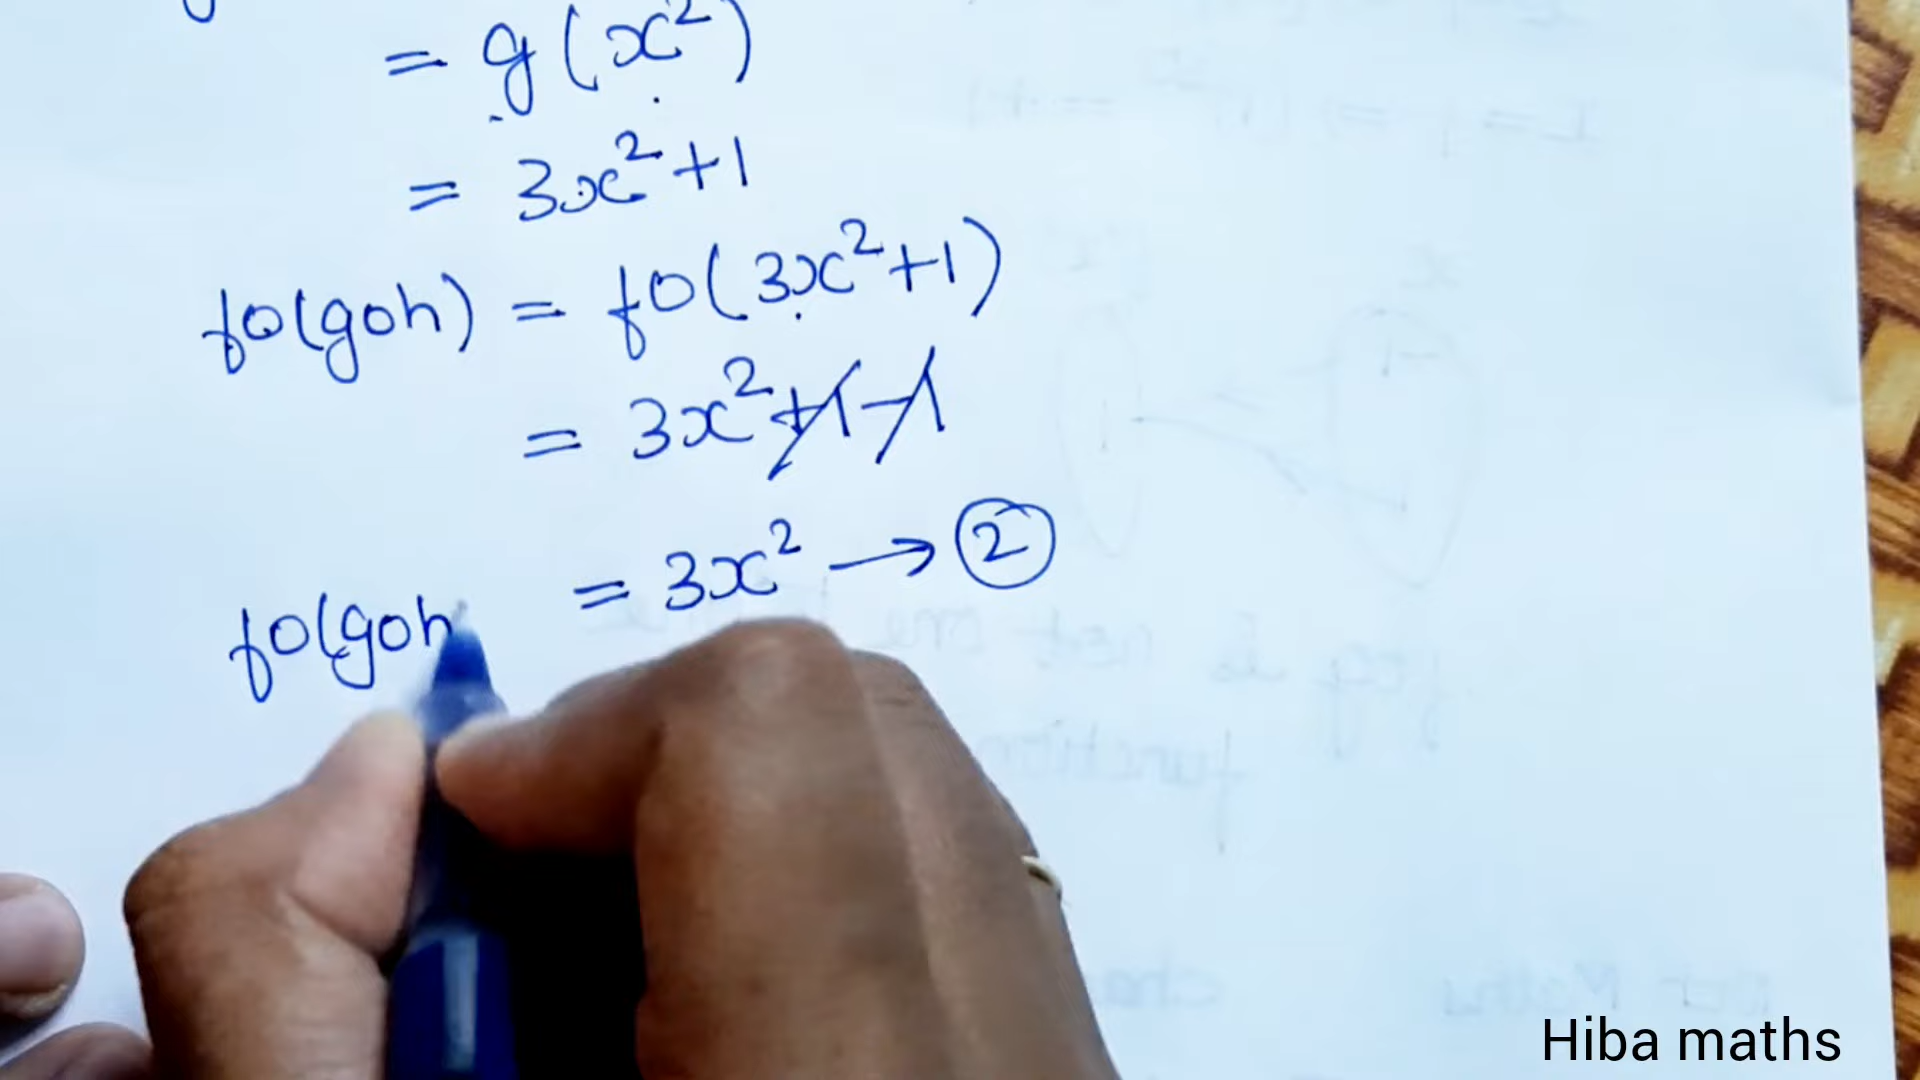 = g(x²)
= 3x²+1
fo(goh) = fo(3x²+1)
= 3x²+1-1
= 3x² → ②
fo(goh
Hiba maths